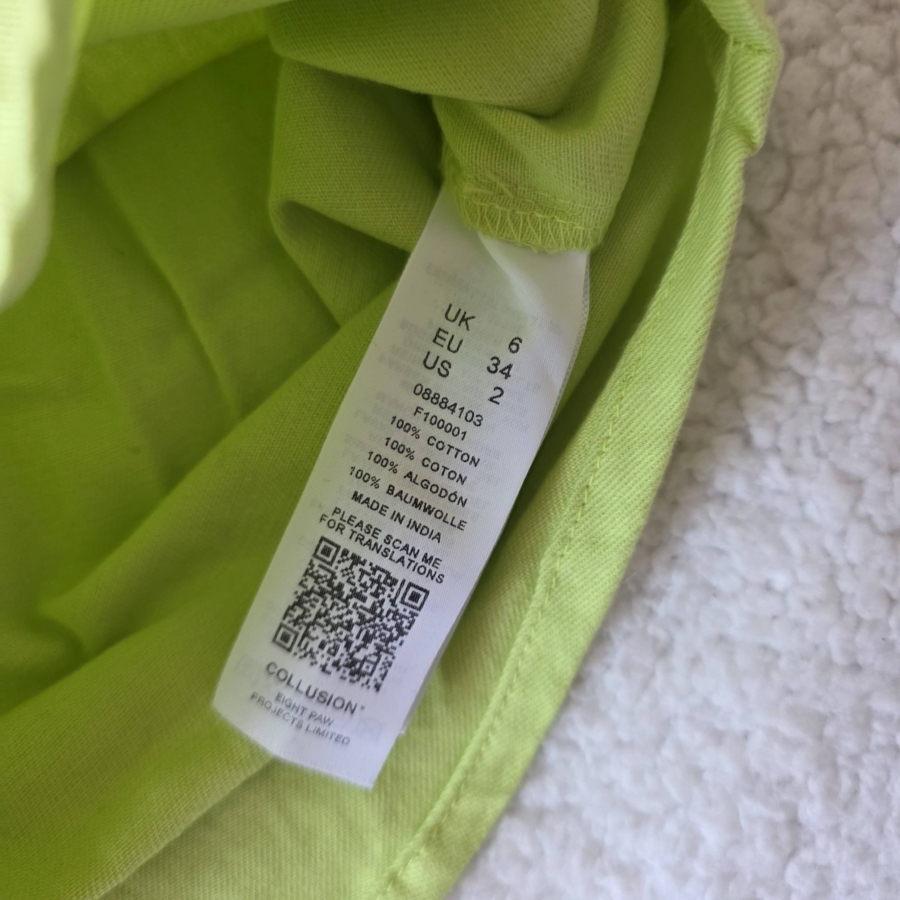 UK 6
EU 34
US 2
08884103
F100001
100% COTTON
100% COTON
100% ALGODÓN
100% BAUMWOLLE
MADE IN INDIA
PLEASE SCAN ME
FOR TRANSLATIONS
COLLUSION™
EIGHT PAW
PROJECTS LIMITED